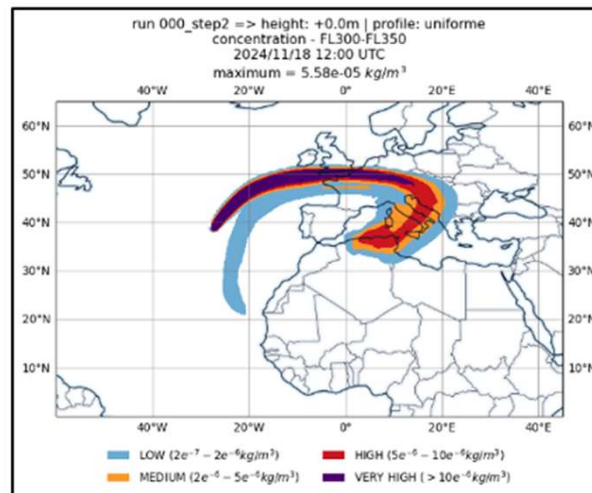 run 000_step2 => height: +0.0m | profile: uniforme
concentration - FL300-FL350
2024/11/18 12:00 UTC
maximum = 5.58e-05 kg/m³
40°W 20°W 0° 20°E 40°E
60°N 60°N
50°N 50°N
40°N 40°N
30°N 30°N
20°N 20°N
10°N 10°N
40°W 20°W 0° 20°E 40°E
LOW (2e⁻⁷ − 2e⁻⁶kg/m³) HIGH (5e⁻⁶ − 10e⁻⁶kg/m³)
MEDIUM (2e⁻⁶ − 5e⁻⁶kg/m³) VERY HIGH ( > 10e⁻⁶kg/m³)